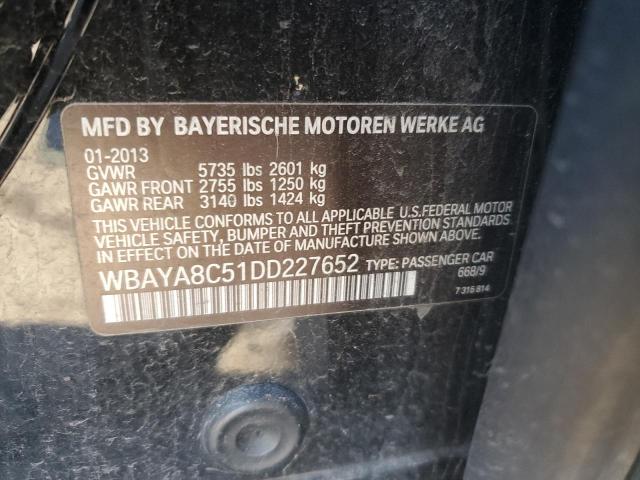 MFD BY BAYERISCHE MOTOREN WERKE AG
01-2013
GVWR 5735 lbs 2601 kg
GAWR FRONT 2755 lbs 1250 kg
GAWR REAR 3140 lbs 1424 kg
THIS VEHICLE CONFORMS TO ALL APPLICABLE U.S.FEDERAL MOTOR
VEHICLE SAFETY, BUMPER AND THEFT PREVENTION STANDARDS
IN EFFECT ON THE DATE OF MANUFACTURE SHOWN ABOVE.
WBAYA8C51DD227652 TYPE: PASSENGER CAR
668/9
7 316 814